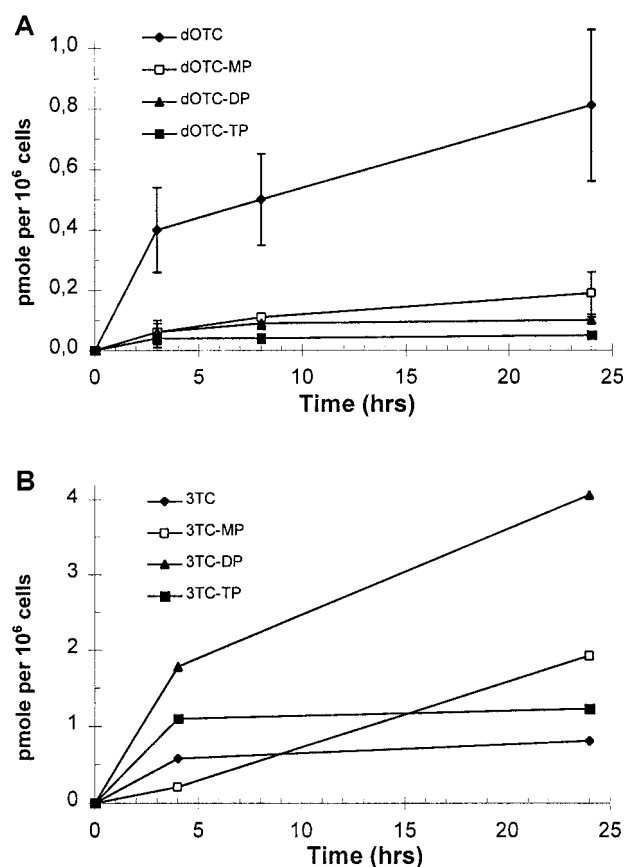 A
dOTC
dOTC-MP
dOTC-DP
dOTC-TP
pmole per 10⁶ cells
1,0
0,8
0,6
0,4
0,2
0,0
0 5 10 15 20 25
Time (hrs)
B
3TC
3TC-MP
3TC-DP
3TC-TP
pmole per 10⁶ cells
4
3
2
1
0
0 5 10 15 20 25
Time (hrs)